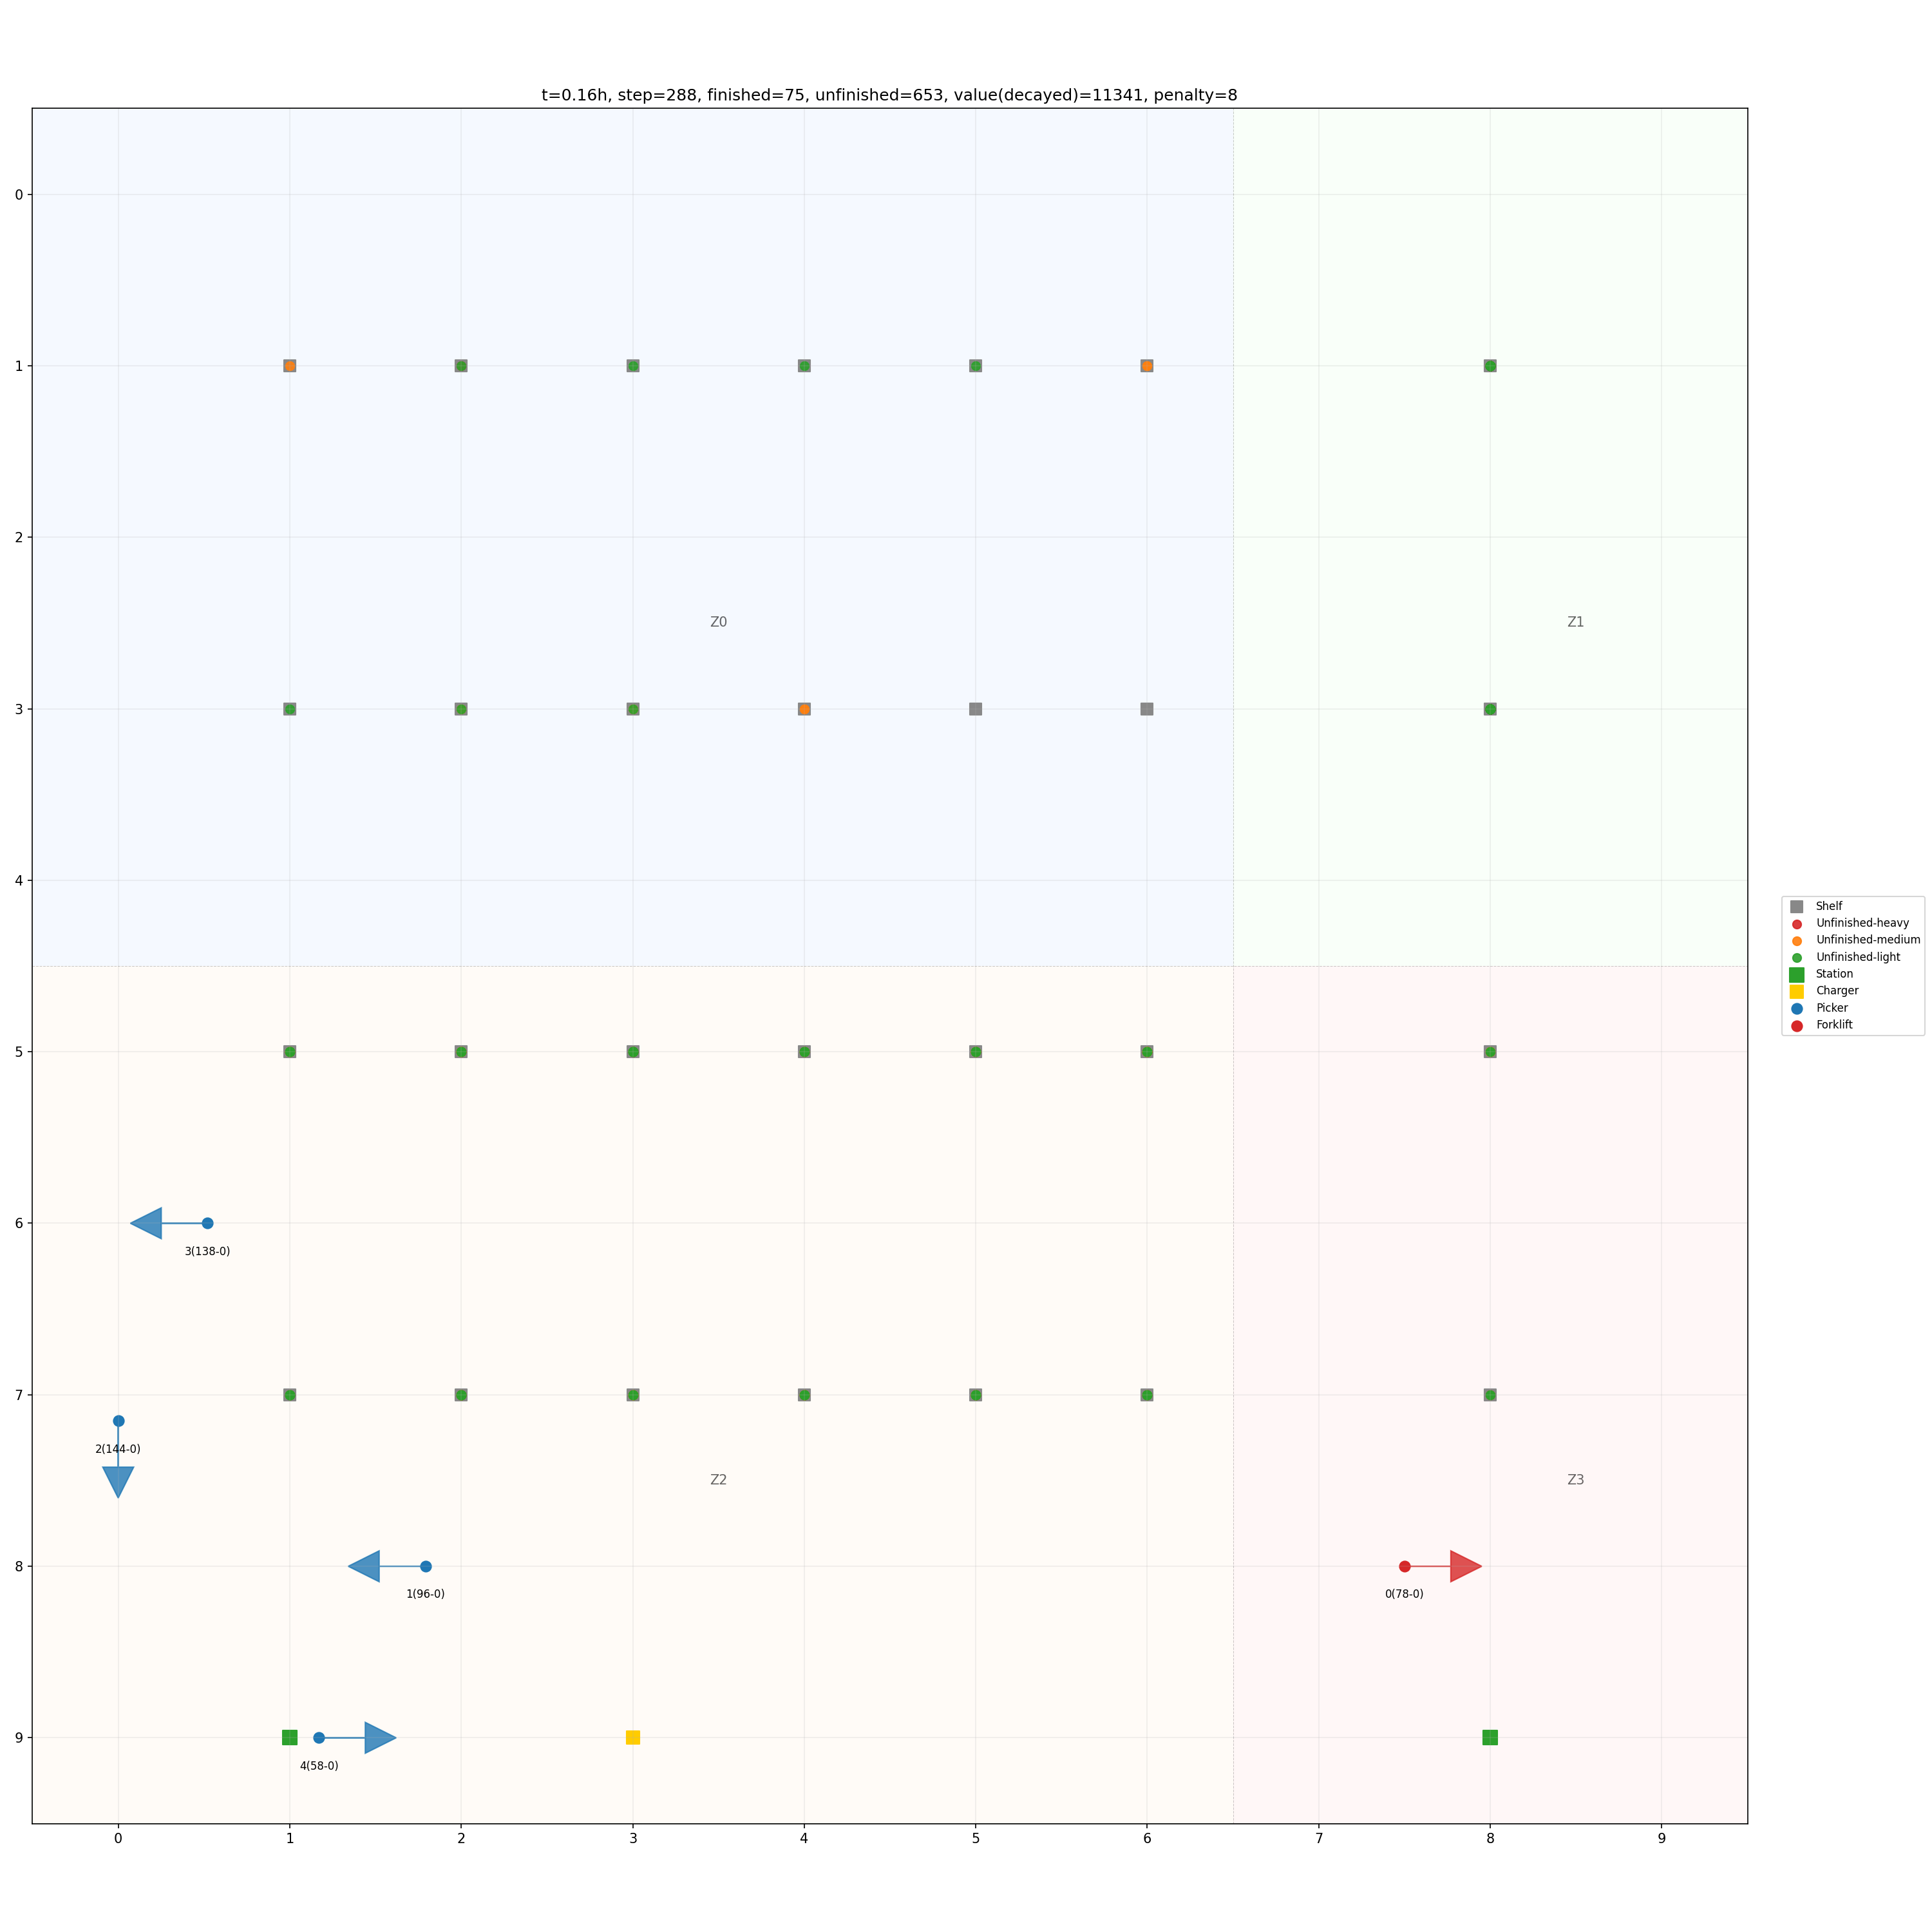 t=0.16h, step=288, finished=75, unfinished=653, value(decayed)=11341, penalty=8
0
1
2
Z0
Z1
3
4
Shelf
Unfinished-heavy
Unfinished-medium
Unfinished-light
Station
Charger
Picker
Forklift
5
6
3(138-0)
7
2(144-0)
Z2
Z3
8
1(96-0)
0(78-0)
9
4(58-0)
0 1 2 3 4 5 6 7 8 9